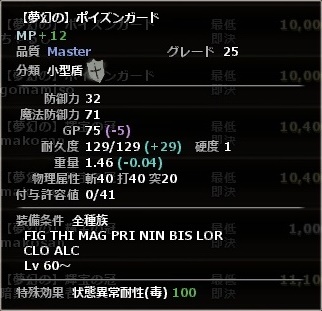 【夢幻の】ポイズンガード
MP+12
品質 Master グレード 25
分類 小型盾
防御力 32
魔法防御力 71
GP 75 (-5)
耐久度 129/129 (+29) 硬度 1
重量 1.46 (-0.04)
物理属性 斬40 打40 突20
付与許容値 0/41
装備条件 全種族
FIG THI MAG PRI NIN BIS LOR
CLO ALC
Lv 60〜
特殊効果 状態異常耐性(毒) 100